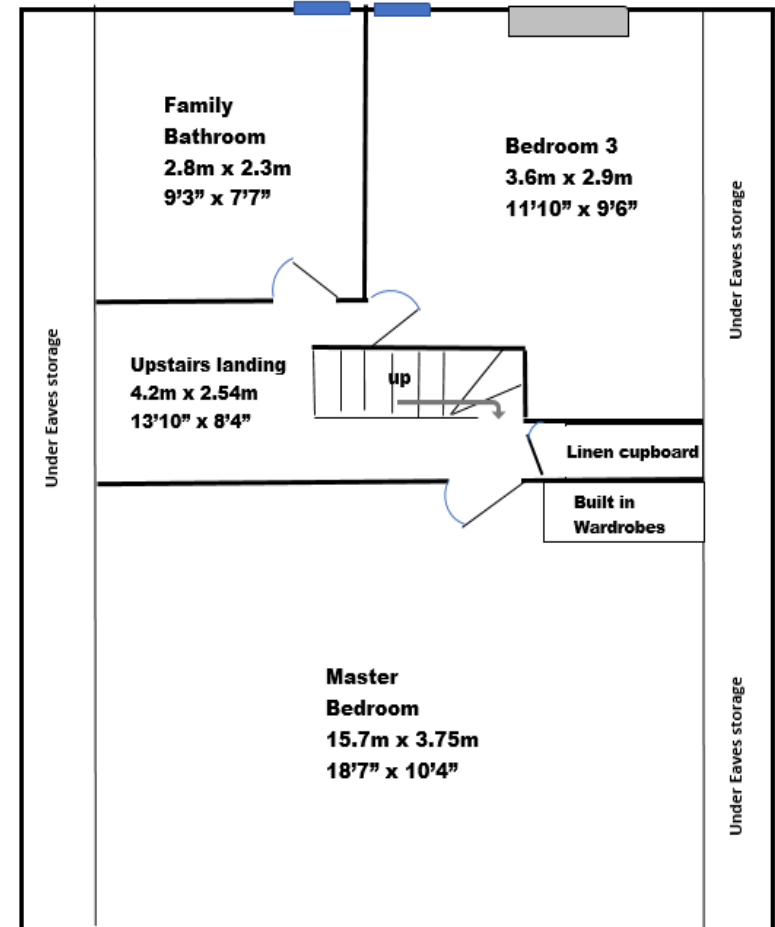 Family
Bathroom
2.8m x 2.3m
9’3” x 7’7”
Bedroom 3
3.6m x 2.9m
11’10” x 9’6”
Under Eaves storage
Under Eaves storage
Upstairs landing
4.2m x 2.54m
13’10” x 8’4”
up
Linen cupboard
Built in
Wardrobes
Master
Bedroom
15.7m x 3.75m
18’7” x 10’4”
Under Eaves storage